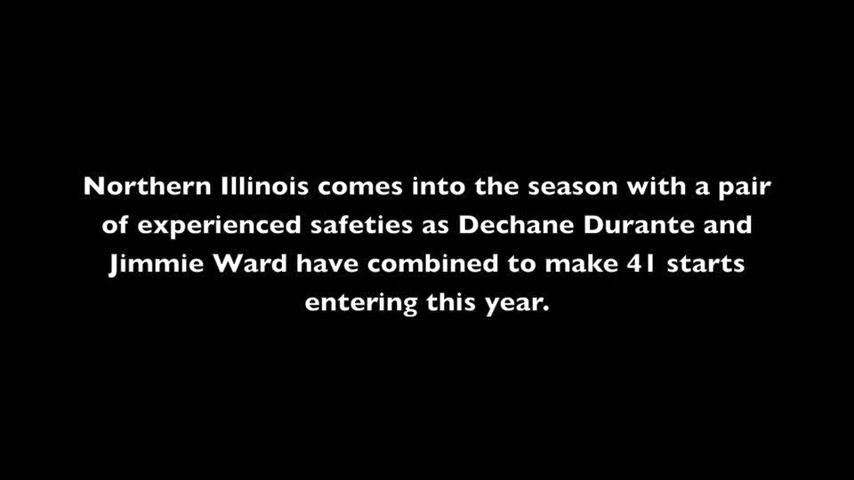 Northern Illinois comes into the season with a pair
of experienced safeties as Dechane Durante and
Jimmie Ward have combined to make 41 starts
entering this year.